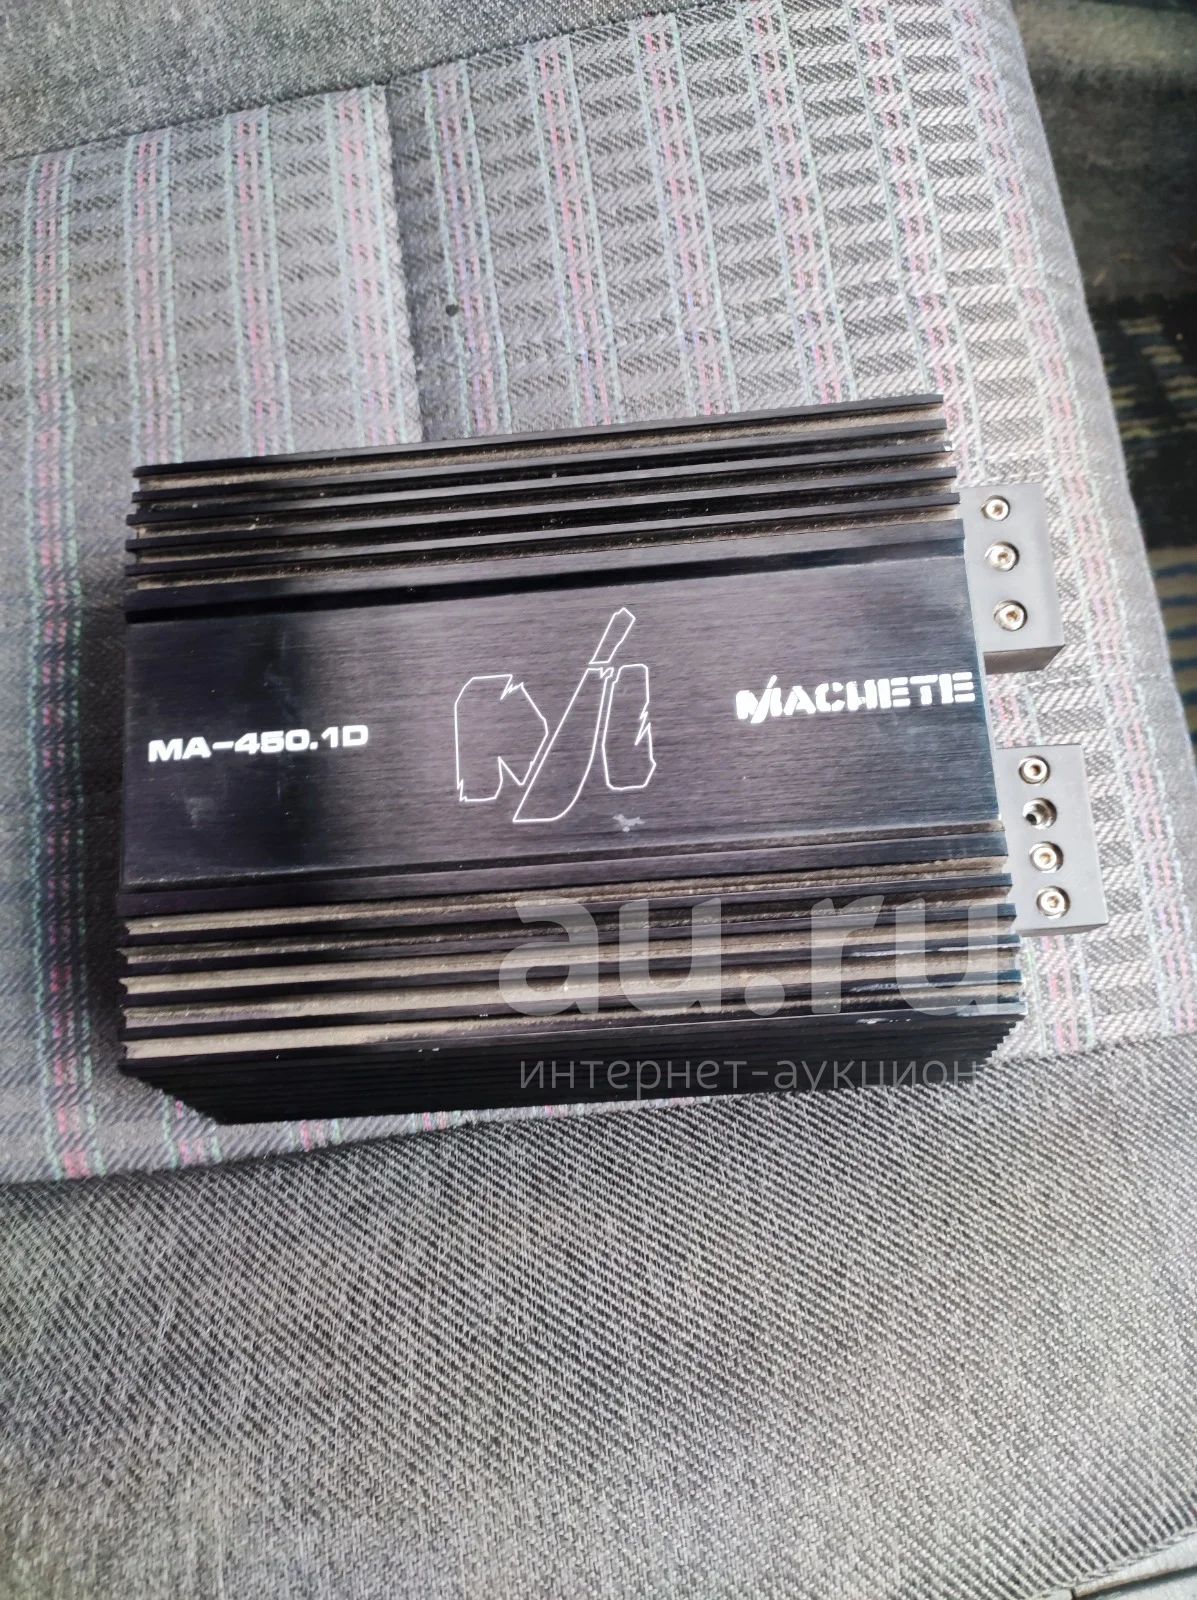 MACHETE
MA-450.1D
au.ru
интернет-аукцион